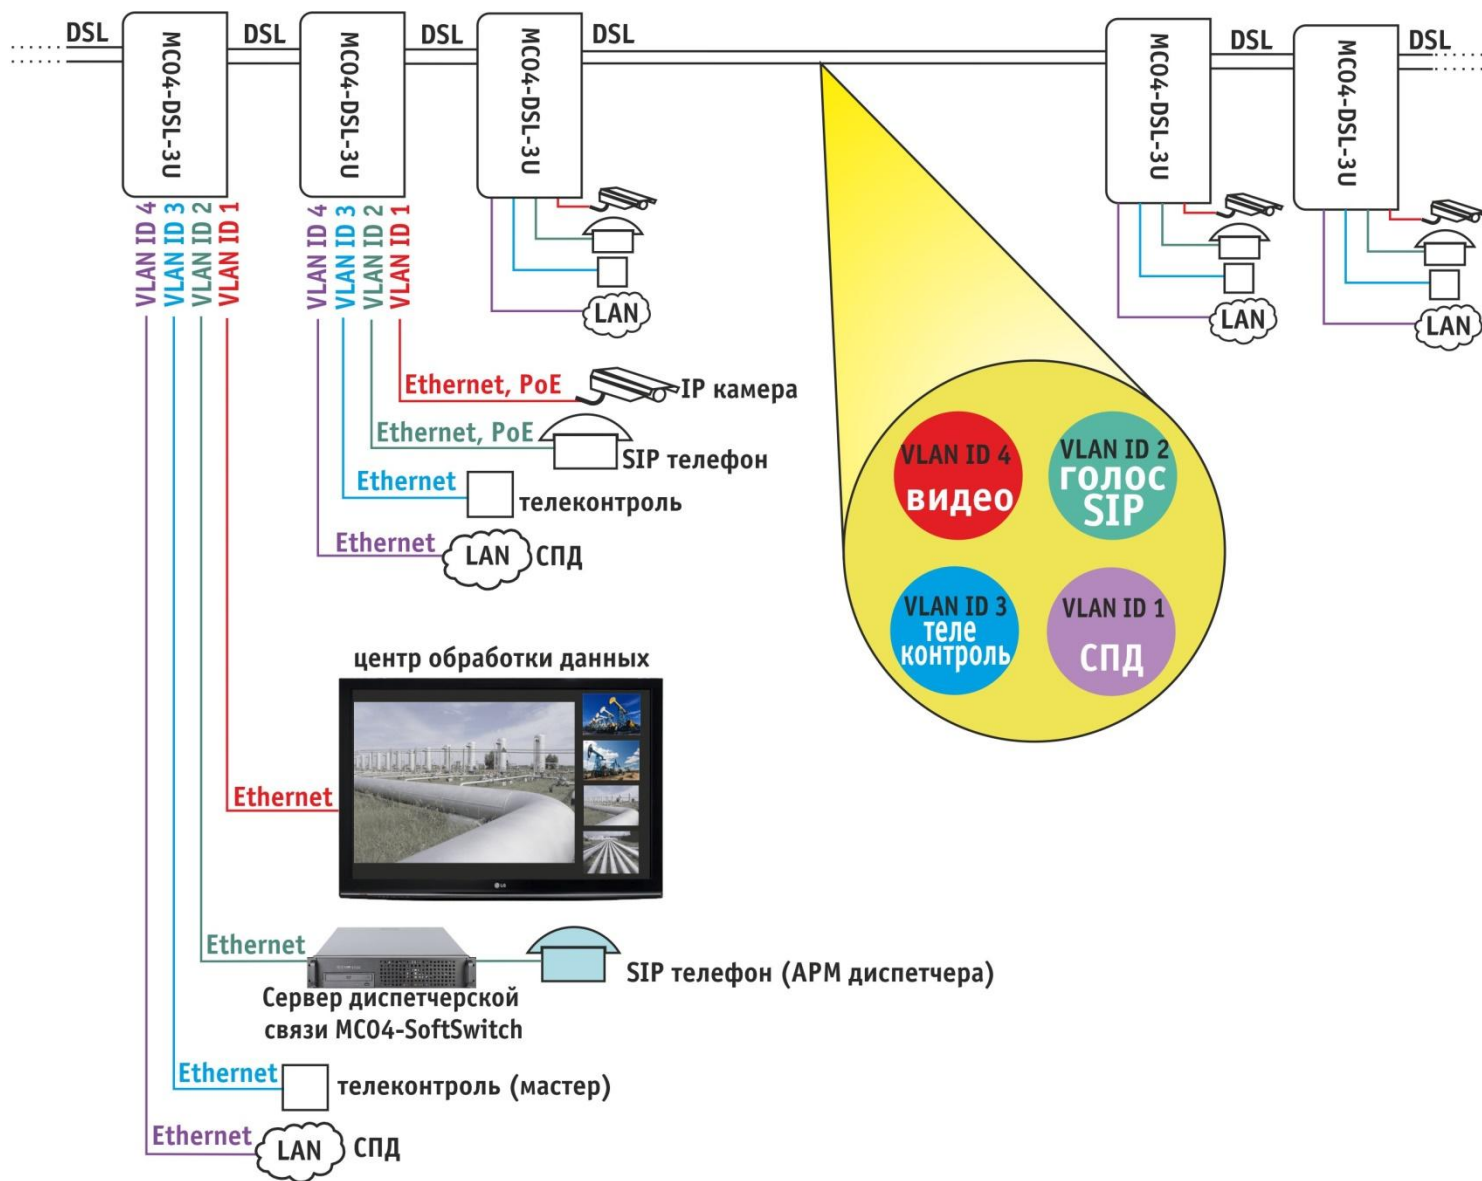 DSL
DSL
DSL
DSL
DSL
DSL
MC04-DSL-3U
MC04-DSL-3U
MC04-DSL-3U
MC04-DSL-3U
MC04-DSL-3U
VLAN ID 4
VLAN ID 3
VLAN ID 2
VLAN ID 1
VLAN ID 4
VLAN ID 3
VLAN ID 2
VLAN ID 1
LAN
LAN
LAN
Ethernet, PoE
IP камера
Ethernet, PoE
SIP телефон
Ethernet
телеконтроль
Ethernet
LAN
СПД
VLAN ID 4
видео
VLAN ID 2
голос
SIP
VLAN ID 3
теле
контроль
VLAN ID 1
СПД
центр обработки данных
Ethernet
LG
Ethernet
SIP телефон (АРМ диспетчера)
Сервер диспетчерской
связи МС04-SoftSwitch
Ethernet
телеконтроль (мастер)
Ethernet
LAN
СПД